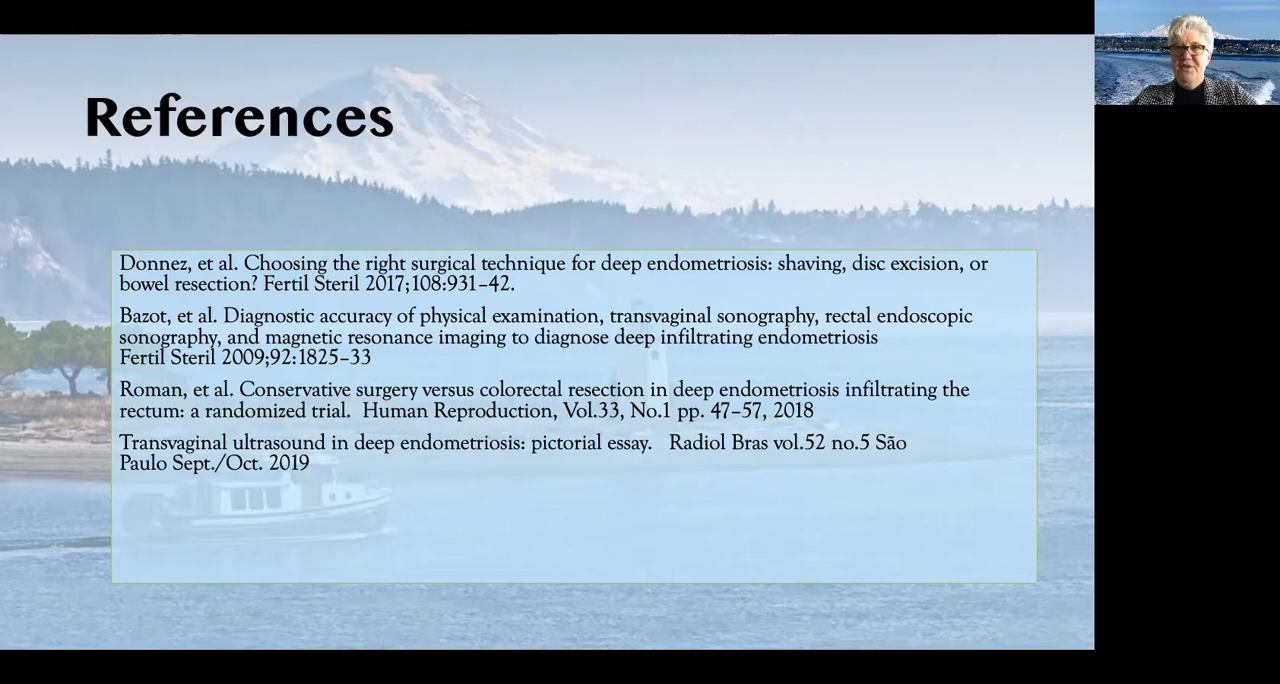 References
Donnez, et al. Choosing the right surgical technique for deep endometriosis: shaving, disc excision, or
bowel resection? Fertil Steril 2017;108:931–42.
Bazot, et al. Diagnostic accuracy of physical examination, transvaginal sonography, rectal endoscopic
sonography, and magnetic resonance imaging to diagnose deep infiltrating endometriosis
Fertil Steril 2009;92:1825–33
Roman, et al. Conservative surgery versus colorectal resection in deep endometriosis infiltrating the
rectum: a randomized trial. Human Reproduction, Vol.33, No.1 pp. 47–57, 2018
Transvaginal ultrasound in deep endometriosis: pictorial essay. Radiol Bras vol.52 no.5 São
Paulo Sept./Oct. 2019